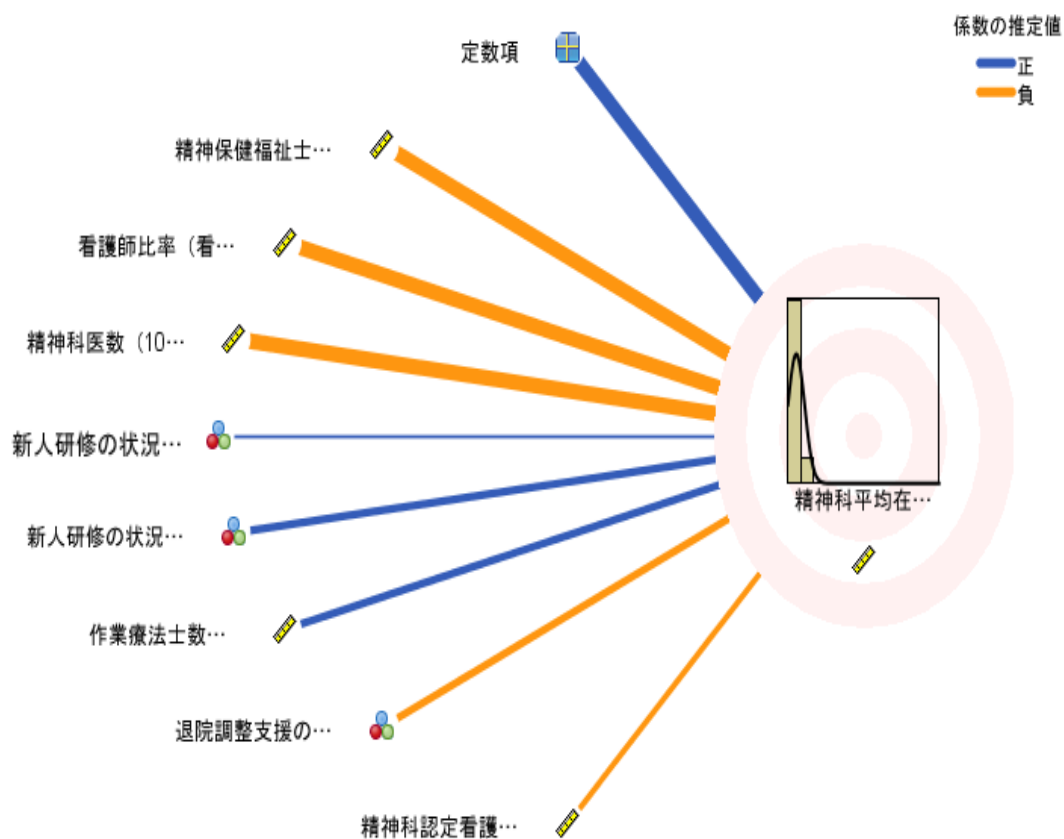 係数の推定値
正
負
定数項
精神保健福祉士…
看護師比率（看…
精神科医数（10…
新人研修の状況…
新人研修の状況…
作業療法士数…
退院調整支援の…
精神科認定看護…
精神科平均在…